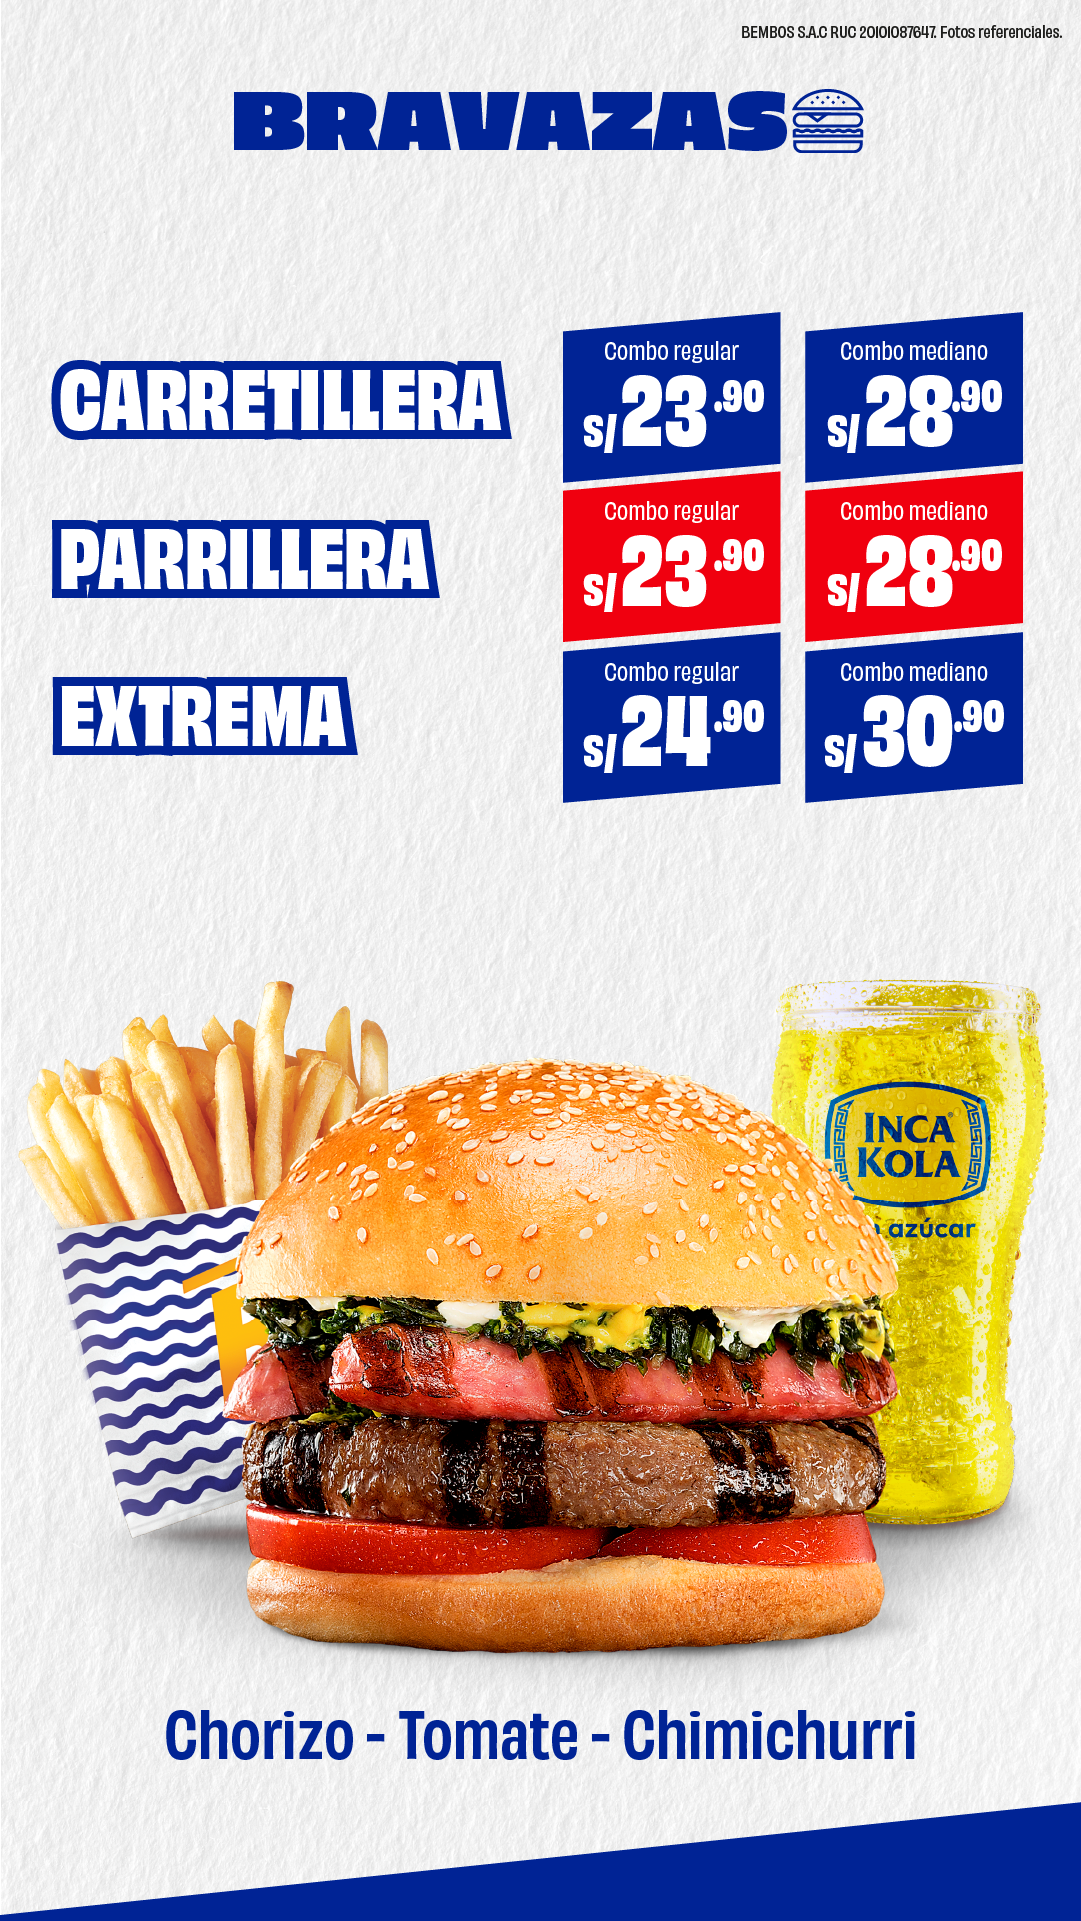 BEMBOS S.A.C RUC 20101087647. Fotos referenciales.
BRAVAZAS
CARRETILLERA
Combo regular
S/23.90
Combo mediano
S/28.90
PARRILLERA
Combo regular
S/23.90
Combo mediano
S/28.90
EXTREMA
Combo regular
S/24.90
Combo mediano
S/30.90
INCA
KOLA
azúcar
Chorizo - Tomate - Chimichurri